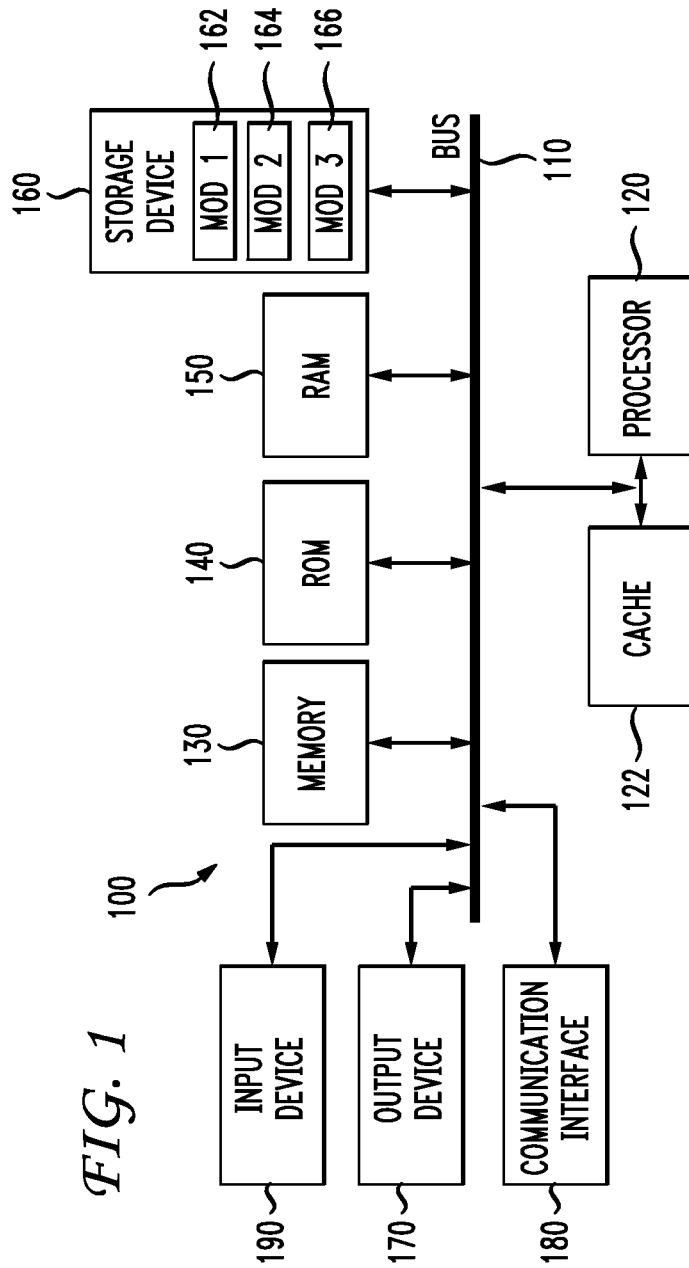 FIG. 1
100
190
INPUT
DEVICE
170
OUTPUT
DEVICE
180
COMMUNICATION
INTERFACE
130
MEMORY
140
ROM
150
RAM
160
STORAGE
DEVICE
MOD 1
162
MOD 2
164
MOD 3
166
BUS
110
122
CACHE
120
PROCESSOR